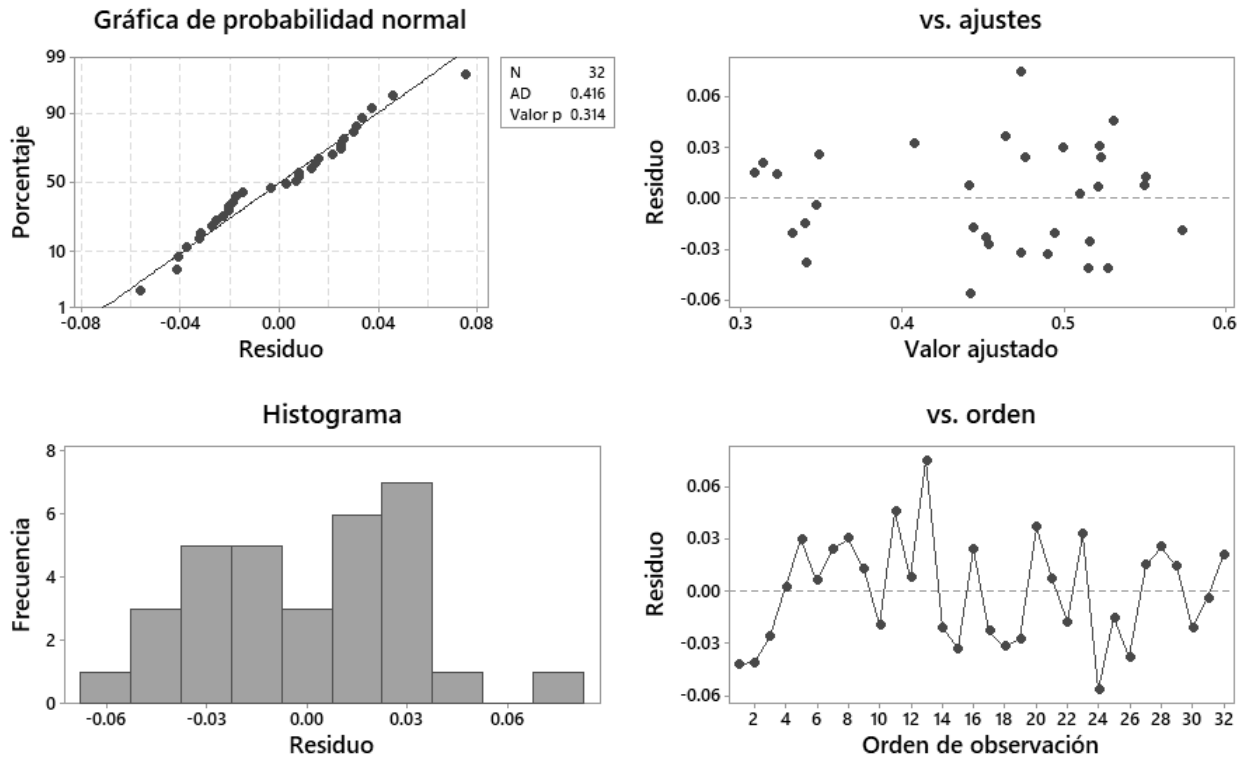 Gráfica de probabilidad normal
99
90
50
10
1
Porcentaje
-0.08
-0.04
0.00
0.04
0.08
Residuo
N 32
AD 0.416
Valor p 0.314
vs. ajustes
0.06
0.03
0.00
-0.03
-0.06
Residuo
0.3
0.4
0.5
0.6
Valor ajustado
Histograma
8
6
4
2
0
Frecuencia
-0.06
-0.03
0.00
0.03
0.06
Residuo
vs. orden
0.06
0.03
0.00
-0.03
-0.06
Residuo
2 4 6 8 10 12 14 16 18 20 22 24 26 28 30 32
Orden de observación